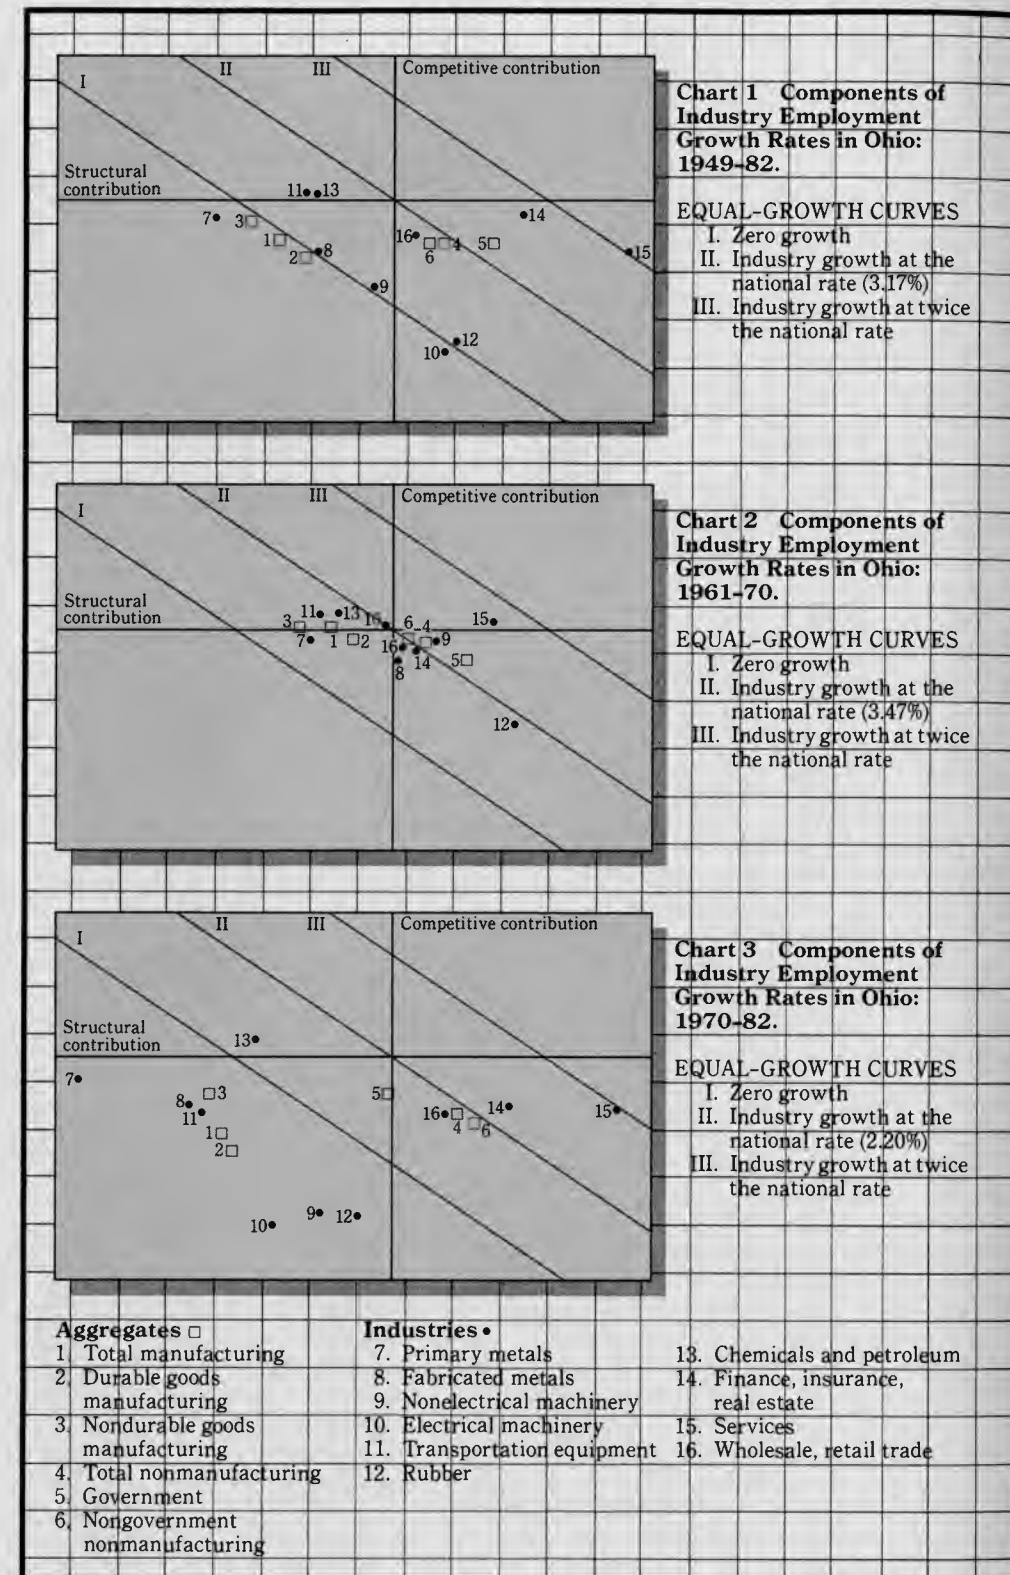 I
II
III
Competitive contribution
Structural
contribution
11
13
7
3
1
2
8
9
16
6
4
5
14
15
12
10
Chart 1 Components of
Industry Employment
Growth Rates in Ohio:
1949-82.
EQUAL-GROWTH CURVES
I. Zero growth
II. Industry growth at the
national rate (3.17%)
III. Industry growth at twice
the national rate
I
II
III
Competitive contribution
Structural
contribution
3
11
13
16
6
4
15
7
1
2
16
9
8
14
5
12
Chart 2 Components of
Industry Employment
Growth Rates in Ohio:
1961-70.
EQUAL-GROWTH CURVES
I. Zero growth
II. Industry growth at the
national rate (3.47%)
III. Industry growth at twice
the national rate
I
II
III
Competitive contribution
Structural
contribution
13
7
8
3
11
1
2
5
16
4
6
14
15
10
9
12
Chart 3 Components of
Industry Employment
Growth Rates in Ohio:
1970-82.
EQUAL-GROWTH CURVES
I. Zero growth
II. Industry growth at the
national rate (2.20%)
III. Industry growth at twice
the national rate
Aggregates □
1. Total manufacturing
2. Durable goods
manufacturing
3. Nondurable goods
manufacturing
4. Total nonmanufacturing
5. Government
6. Nongovernment
nonmanufacturing
Industries •
7. Primary metals
8. Fabricated metals
9. Nonelectrical machinery
10. Electrical machinery
11. Transportation equipment
12. Rubber
13. Chemicals and petroleum
14. Finance, insurance,
real estate
15. Services
16. Wholesale, retail trade